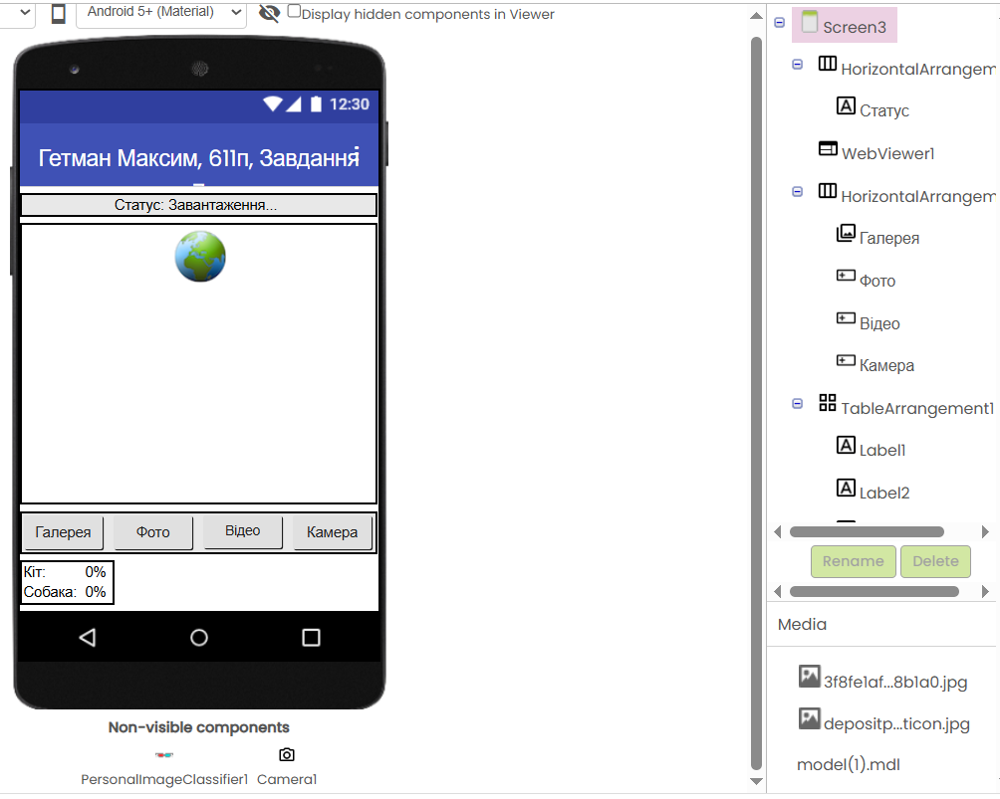 Android 5+ (Material)
Display hidden components in Viewer
12:30
Гетман Максим, 611п, Завдання
Статус: Завантаження...
Галерея
Фото
Відео
Камера
Кіт: 0%
Собака: 0%
Non-visible components
PersonalImageClassifier1
Camera1
Screen3
HorizontalArrangem
Статус
WebViewer1
HorizontalArrangem
Галерея
Фото
Відео
Камера
TableArrangement1
Label1
Label2
Rename
Delete
Media
3f8fe1af...8b1a0.jpg
depositp...ticon.jpg
model(1).mdl